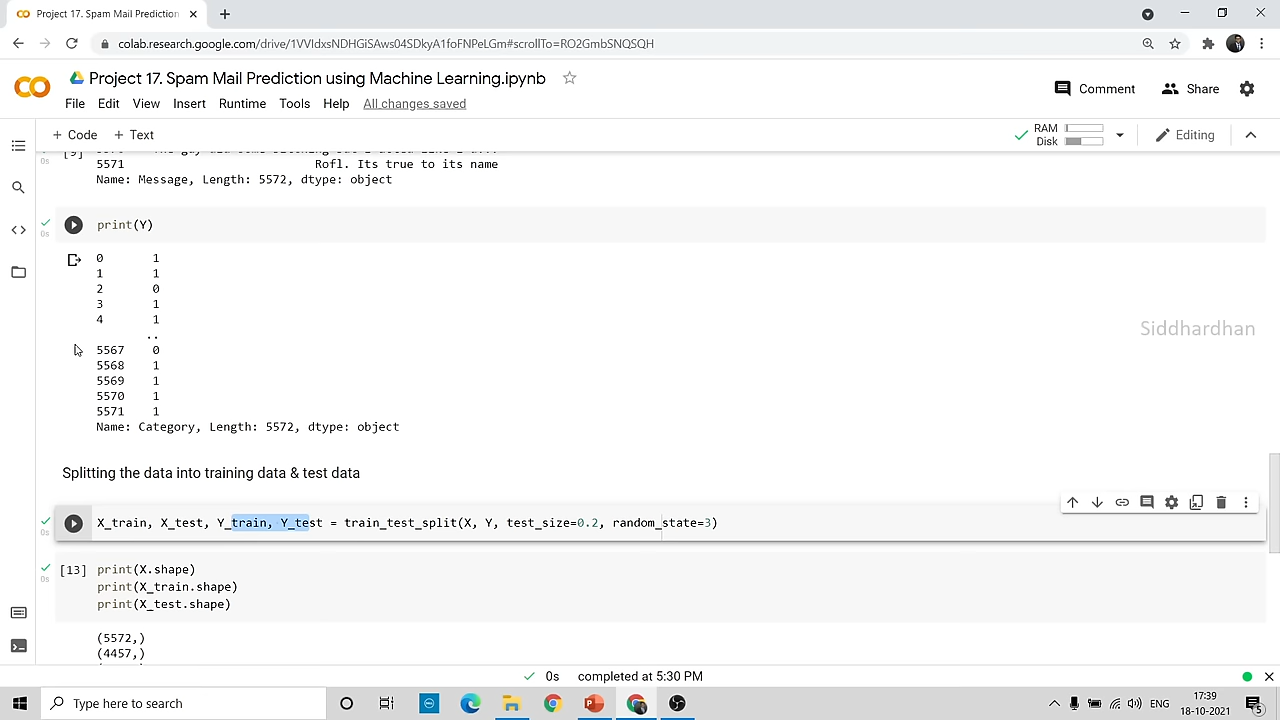 Project 17. Spam Mail Prediction
colab.research.google.com/drive/1VVIdxsNDHGiSAws04SDkyA1foFNPeLGm#scrollTo=RO2GmbSNQSQH
Project 17. Spam Mail Prediction using Machine Learning.ipynb
File Edit View Insert Runtime Tools Help All changes saved
Comment Share
+ Code + Text
RAM
Disk
Editing
[9]
0s
5571 Rofl. Its true to its name
Name: Message, Length: 5572, dtype: object
print(Y)
0s
0 1
1 1
2 0
3 1
4 1
..
5567 0
5568 1
5569 1
5570 1
5571 1
Name: Category, Length: 5572, dtype: object
Siddhardhan
Splitting the data into training data & test data
X_train, X_test, Y_train, Y_test = train_test_split(X, Y, test_size=0.2, random_state=3)
0s
[13] print(X.shape)
0s
print(X_train.shape)
print(X_test.shape)
(5572,)
(4457,)
0s completed at 5:30 PM
Type here to search
ENG
17:39
18-10-2021
5